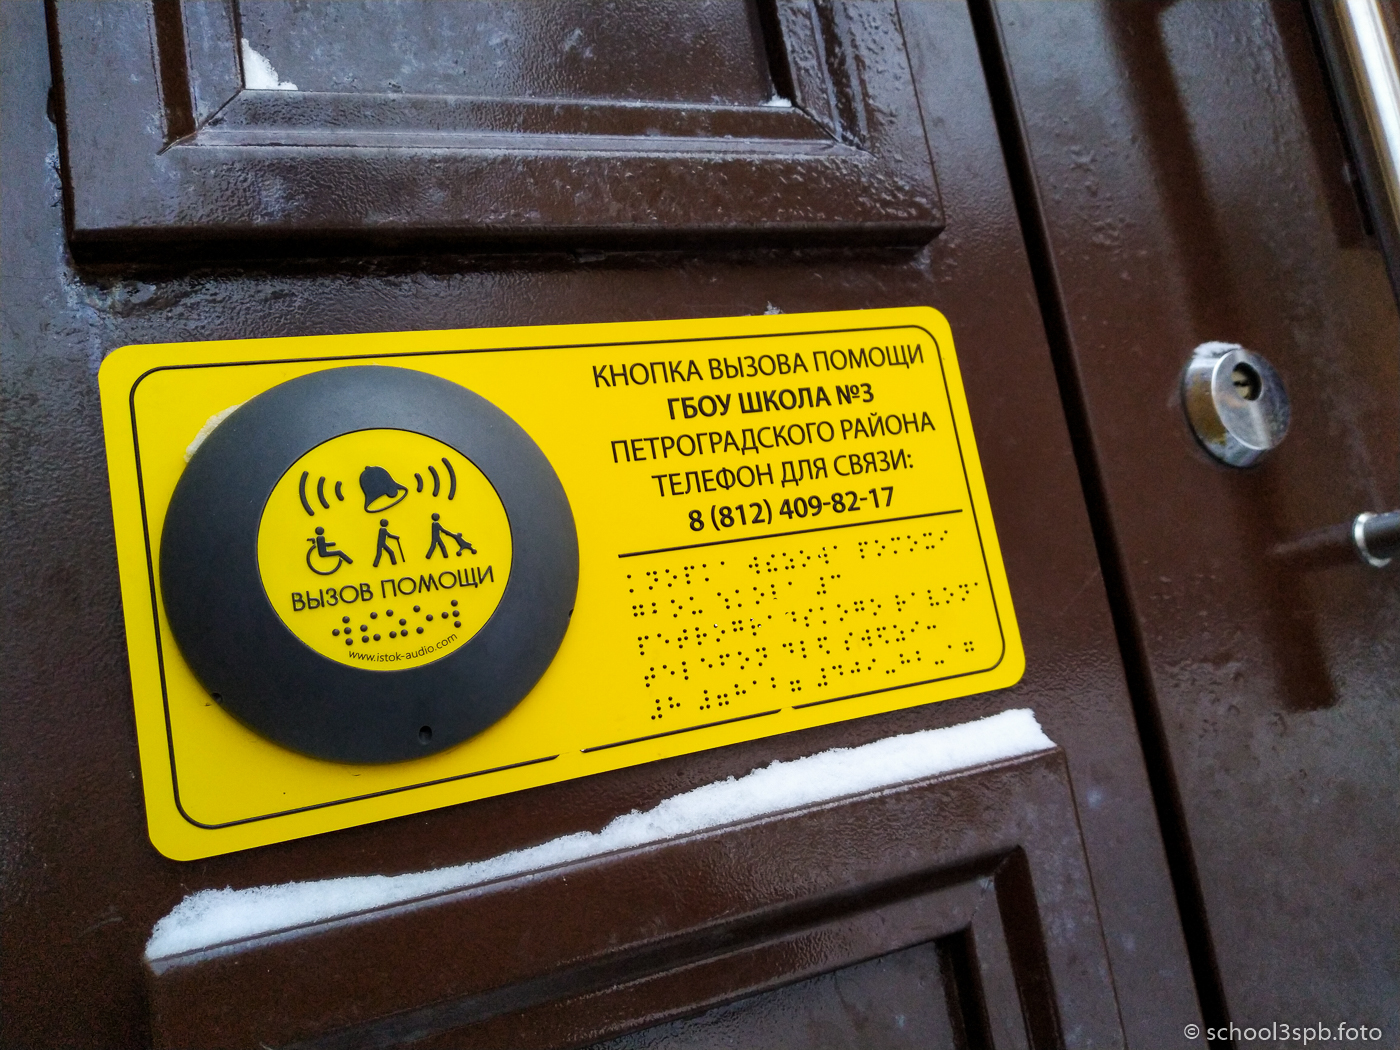 КНОПКА ВЫЗОВА ПОМОЩИ
ГБОУ ШКОЛА №3
ПЕТРОГРАДСКОГО РАЙОНА
ТЕЛЕФОН ДЛЯ СВЯЗИ:
8 (812) 409-82-17
ВЫЗОВ ПОМОЩИ
www.istok-audio.com
© school3spb.foto